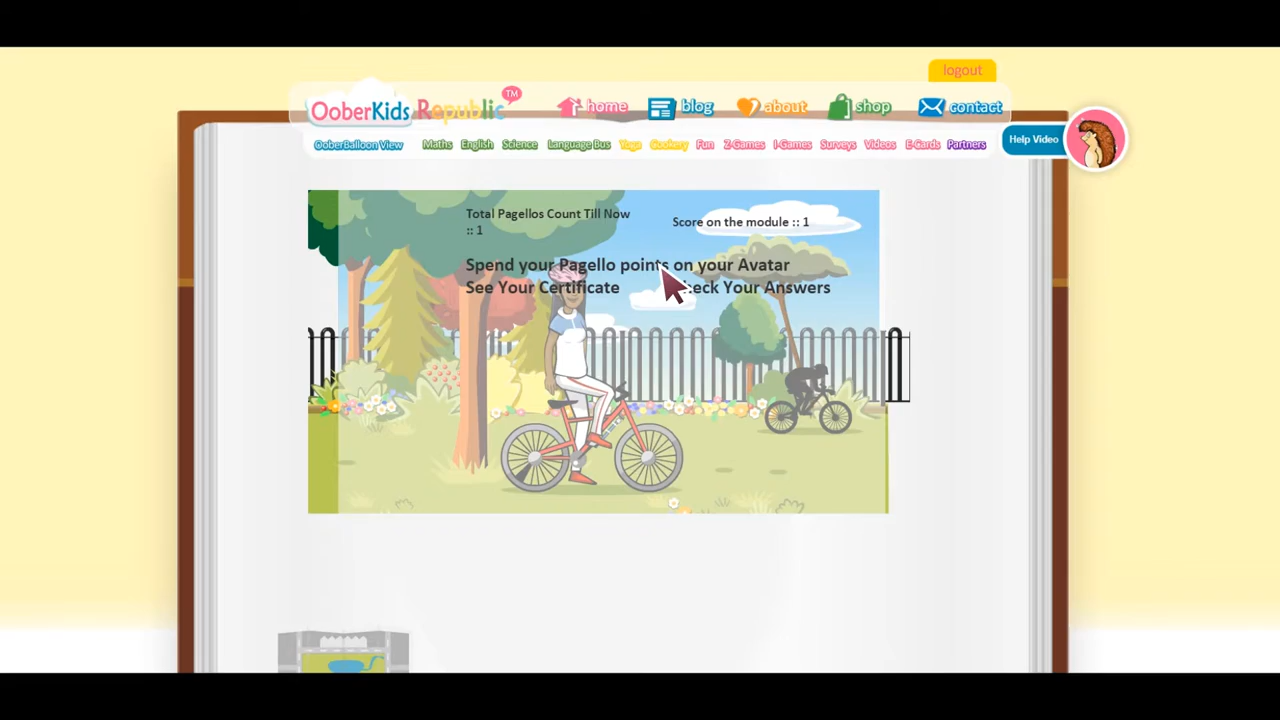 logout
OoberKids Republic TM
home blog about shop contact
OoberBalloon View Maths English Science Language Bus Yoga Cookery Fun Z-Games I-Games Surveys Videos E-Cards Partners
Help Video
Total Pagellos Count Till Now
:: 1
Score on the module :: 1
Spend your Pagello points on your Avatar
See Your Certificate
eck Your Answers